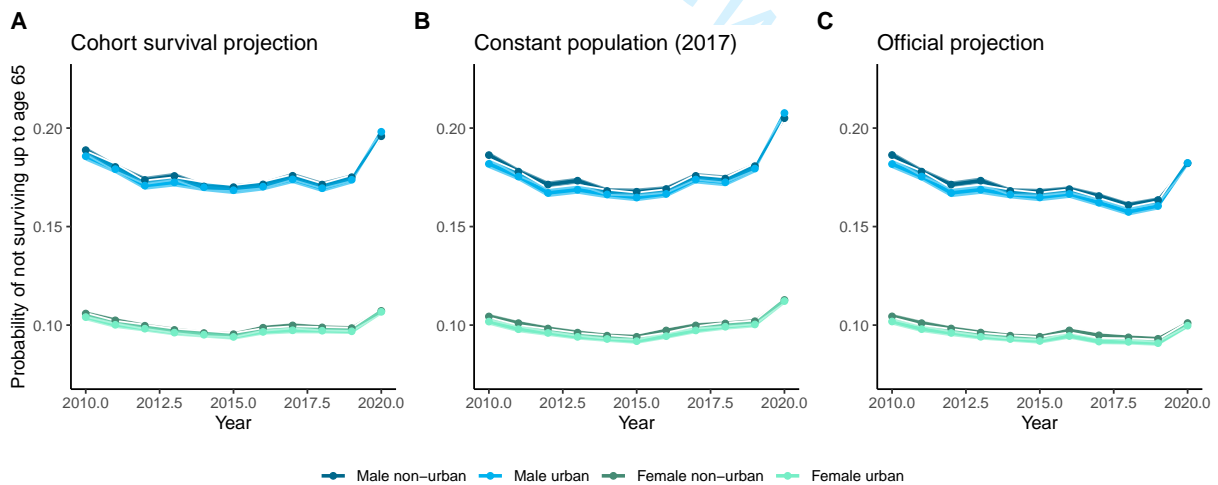 A
Cohort survival projection
B
Constant population (2017)
C
Official projection
Probability of not surviving up to age 65
0.20
0.15
0.10
2010.0 2012.5 2015.0 2017.5 2020.0
Year
0.20
0.15
0.10
2010.0 2012.5 2015.0 2017.5 2020.0
Year
0.20
0.15
0.10
2010.0 2012.5 2015.0 2017.5 2020.0
Year
Male non−urban Male urban Female non−urban Female urban